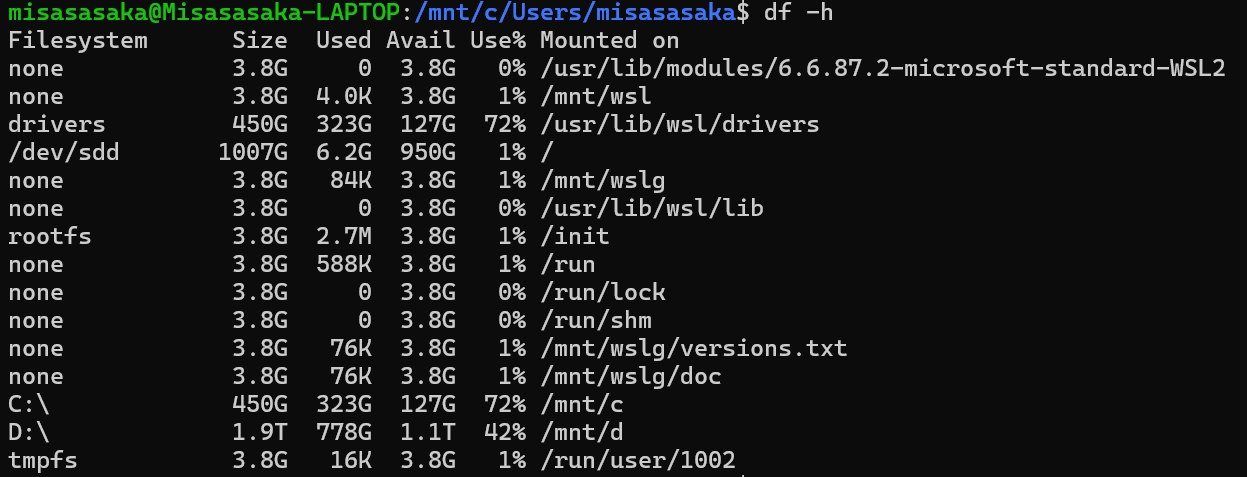 misasasaka@Misasasaka-LAPTOP:/mnt/c/Users/misasasaka$ df -h
Filesystem      Size  Used Avail Use% Mounted on
none            3.8G     0  3.8G   0% /usr/lib/modules/6.6.87.2-microsoft-standard-WSL2
none            3.8G  4.0K  3.8G   1% /mnt/wsl
drivers         450G  323G  127G  72% /usr/lib/wsl/drivers
/dev/sdd       1007G  6.2G  950G   1% /
none            3.8G   84K  3.8G   1% /mnt/wslg
none            3.8G     0  3.8G   0% /usr/lib/wsl/lib
rootfs          3.8G  2.7M  3.8G   1% /init
none            3.8G  588K  3.8G   1% /run
none            3.8G     0  3.8G   0% /run/lock
none            3.8G     0  3.8G   0% /run/shm
none            3.8G   76K  3.8G   1% /mnt/wslg/versions.txt
none            3.8G   76K  3.8G   1% /mnt/wslg/doc
C:\             450G  323G  127G  72% /mnt/c
D:\             1.9T  778G  1.1T  42% /mnt/d
tmpfs           3.8G   16K  3.8G   1% /run/user/1002